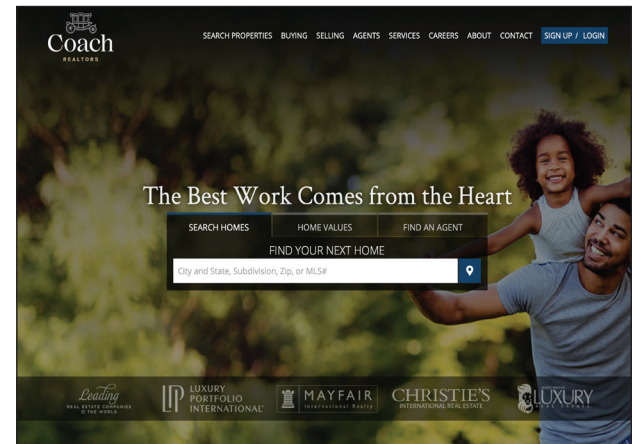 Coach
REALTORS
SEARCH PROPERTIES BUYING SELLING AGENTS SERVICES CAREERS ABOUT CONTACT SIGN UP / LOGIN
The Best Work Comes from the Heart
SEARCH HOMES HOME VALUES FIND AN AGENT
FIND YOUR NEXT HOME
City and State, Subdivision, Zip, or MLS#
Leading
REAL ESTATE COMPANIES
OF THE WORLD
LP
LUXURY
PORTFOLIO
INTERNATIONAL
MAYFAIR
International Realty
CHRISTIE'S
INTERNATIONAL REAL ESTATE
LUXURY
REAL ESTATE